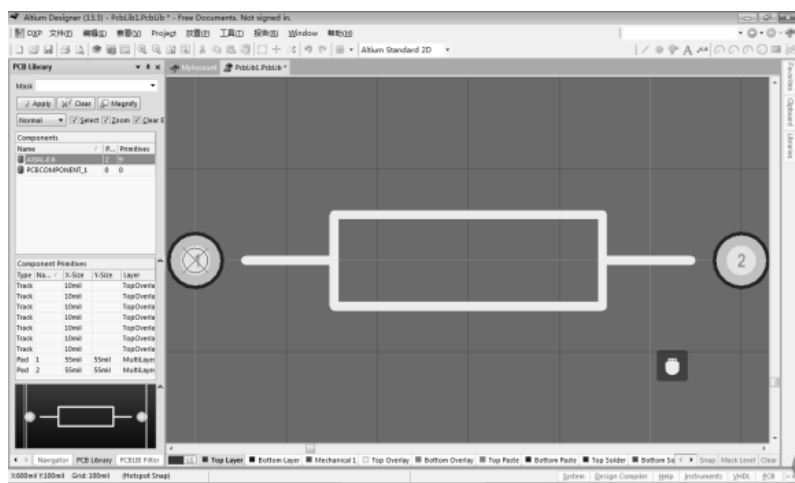 Altium Designer (13.3) - PcbLib1.PcbLib * - Free Documents. Not signed in.
DXP 文件(F) 编辑(E) 察看(V) Project 放置(P) 工具(T) 报告(R) Window 帮助(H)
Altium Standard 2D
PCB Library
MyAccount PcbLib1.PcbLib *
Mask
Apply Clear Magnify
Normal Select Zoom Clear E
Components
Name P... Primitives
AXIAL-0.6 2 9
PCBCOMPONENT_1 0 0
Component Primitives
Type Na... X-Size Y-Size Layer
Track 10mil TopOverla
Track 10mil TopOverla
Track 10mil TopOverla
Track 10mil TopOverla
Track 10mil TopOverla
Track 10mil TopOverla
Track 10mil TopOverla
Pad 1 55mil 55mil MultiLayer
Pad 2 55mil 55mil MultiLayer
1
2
Favorites
Clipboard
Libraries
Navigator PCB Library PCBLIB Filter
LS Top Layer Bottom Layer Mechanical 1 Top Overlay Bottom Overlay Top Paste Bottom Paste Top Solder Bottom So Snap Mask Level Clear
X:600mil Y:100mil Grid: 100mil (Hotspot Snap)
System Design Compiler Help Instruments VHDL PCB